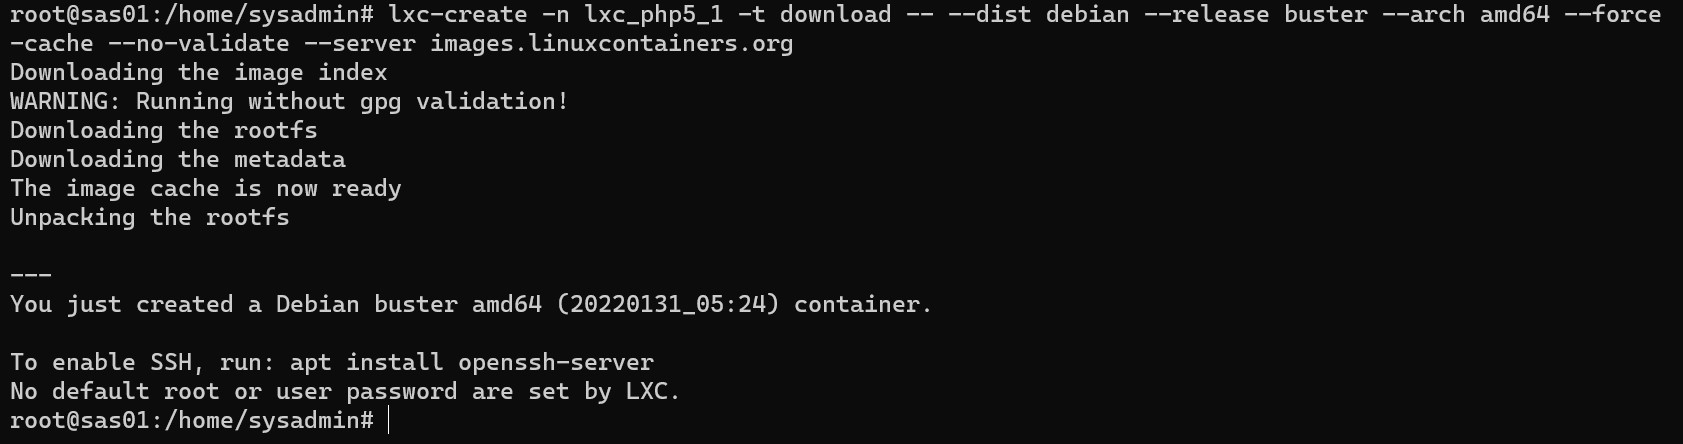 root@sas01:/home/sysadmin# lxc-create -n lxc_php5_1 -t download -- --dist debian --release buster --arch amd64 --force
-cache --no-validate --server images.linuxcontainers.org
Downloading the image index
WARNING: Running without gpg validation!
Downloading the rootfs
Downloading the metadata
The image cache is now ready
Unpacking the rootfs
---
You just created a Debian buster amd64 (20220131_05:24) container.
To enable SSH, run: apt install openssh-server
No default root or user password are set by LXC.
root@sas01:/home/sysadmin#